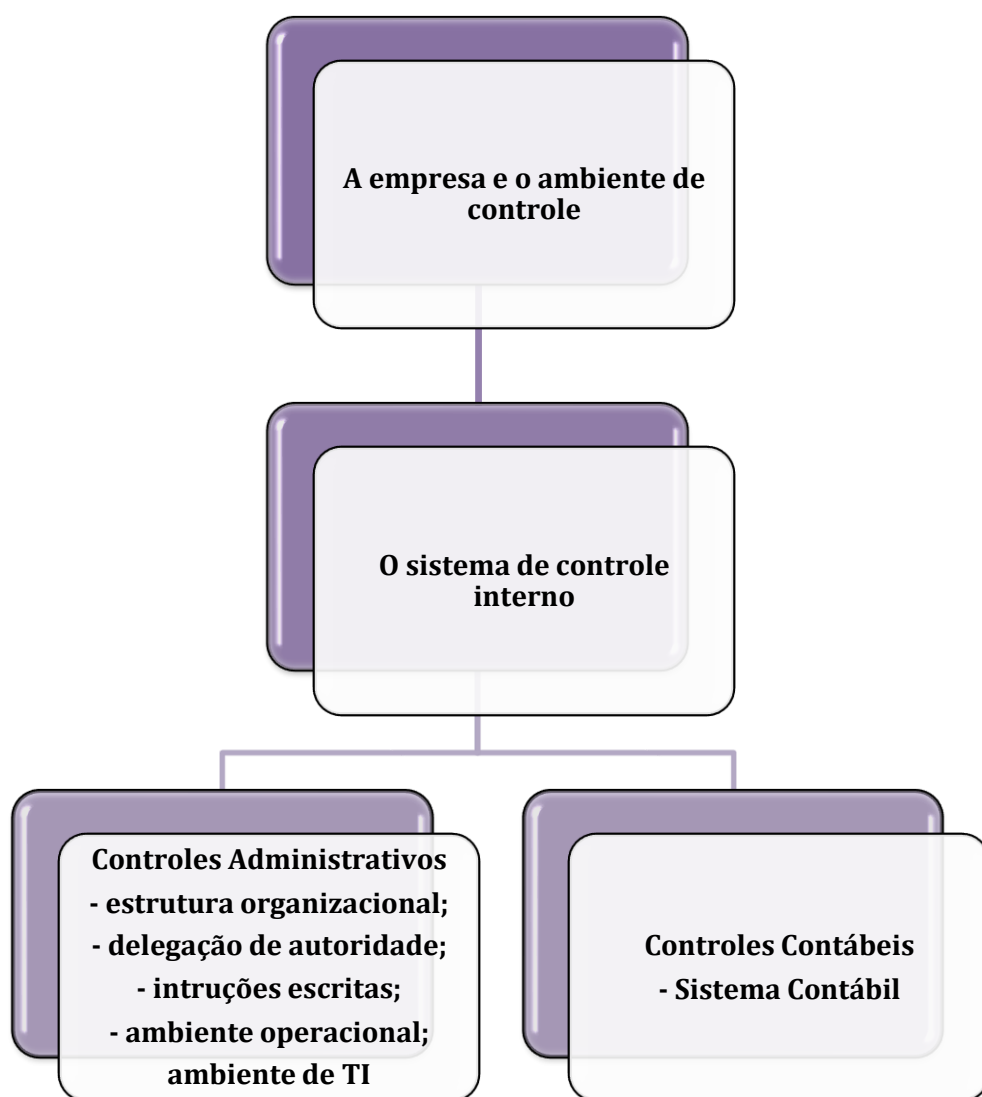 A empresa e o ambiente de
controle
O sistema de controle
interno
Controles Administrativos
- estrutura organizacional;
- delegação de autoridade;
- intruções escritas;
- ambiente operacional;
ambiente de TI
Controles Contábeis
- Sistema Contábil